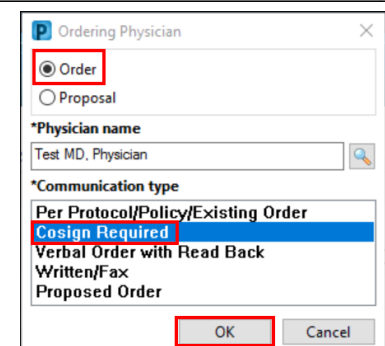 P Ordering Physician
Order
Proposal
*Physician name
Test MD, Physician
*Communication type
Per Protocol/Policy/Existing Order
Cosign Required
Verbal Order with Read Back
Written/Fax
Proposed Order
OK Cancel